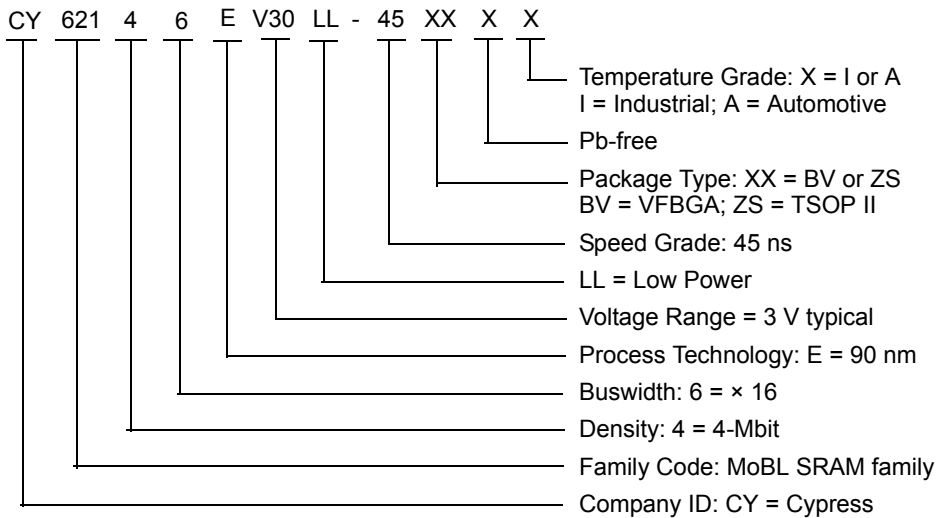 CY 621 4 6 E V30 LL - 45 XX X X
Temperature Grade: X = I or A
I = Industrial; A = Automotive
Pb-free
Package Type: XX = BV or ZS
BV = VFBGA; ZS = TSOP II
Speed Grade: 45 ns
LL = Low Power
Voltage Range = 3 V typical
Process Technology: E = 90 nm
Buswidth: 6 = × 16
Density: 4 = 4-Mbit
Family Code: MoBL SRAM family
Company ID: CY = Cypress